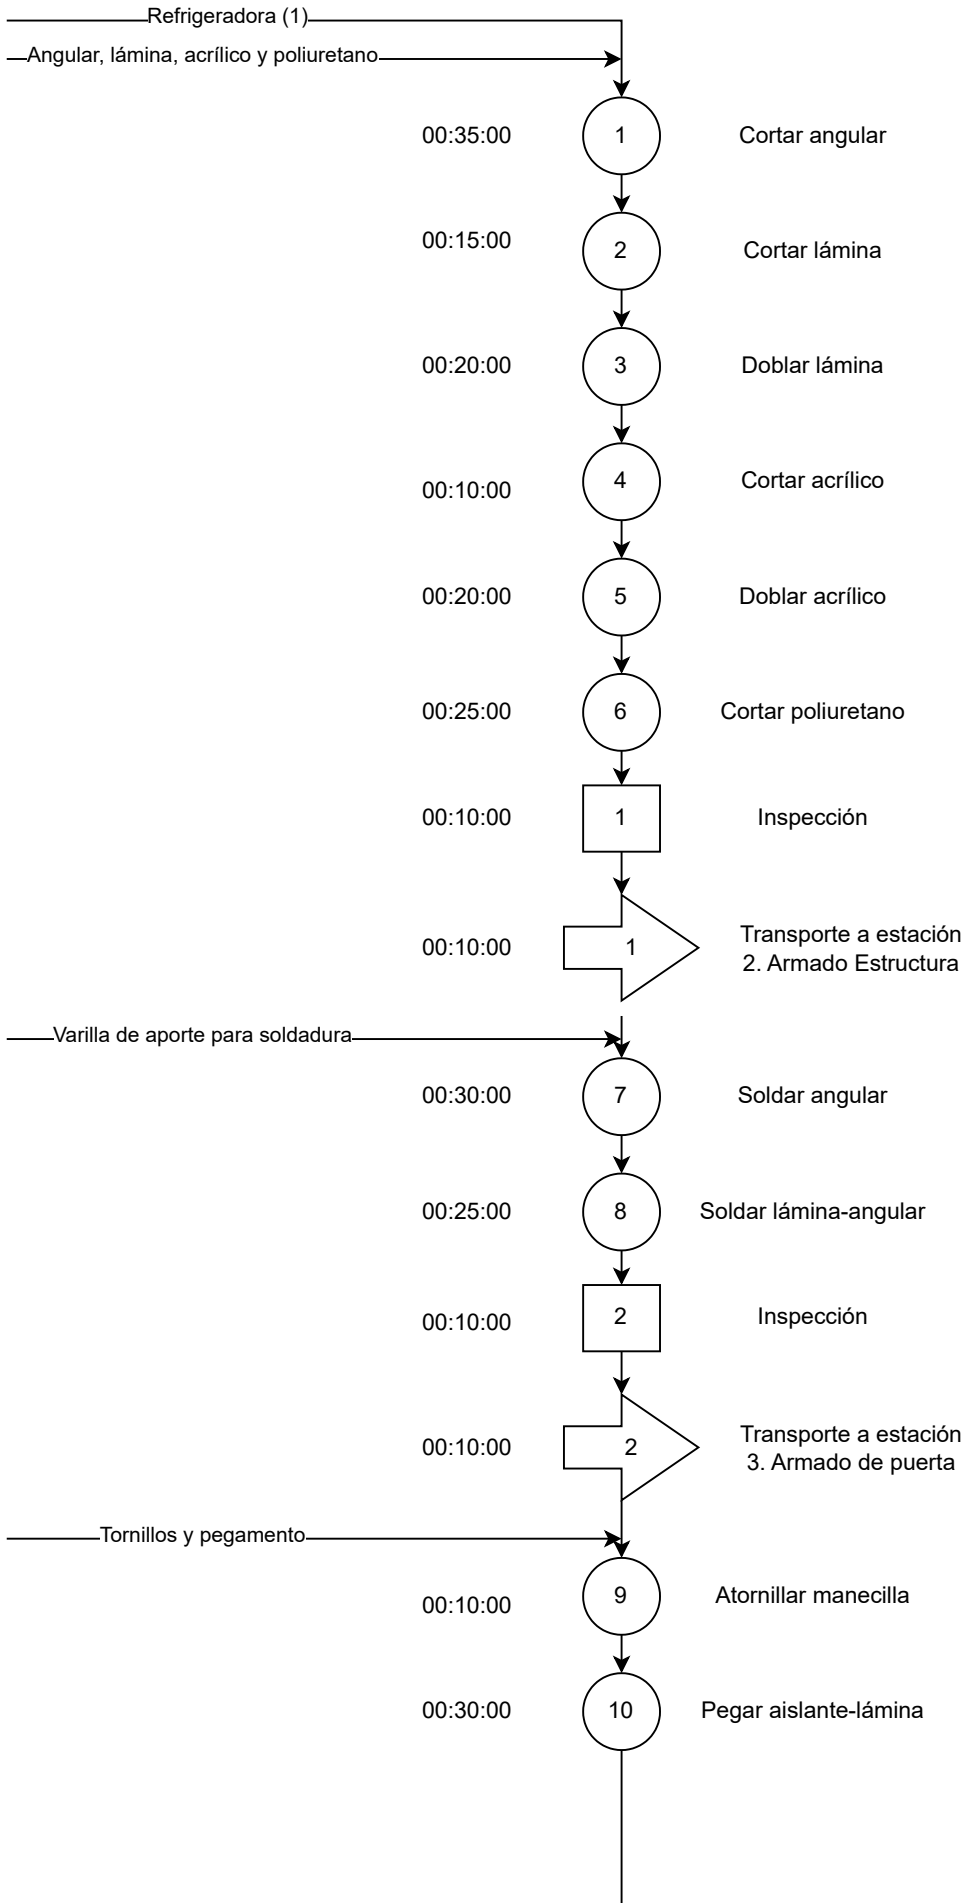 Refrigeradora (1)
Angular, lámina, acrílico y poliuretano
00:35:00 1 Cortar angular
00:15:00 2 Cortar lámina
00:20:00 3 Doblar lámina
00:10:00 4 Cortar acrílico
00:20:00 5 Doblar acrílico
00:25:00 6 Cortar poliuretano
00:10:00 1 Inspección
00:10:00 1 Transporte a estación
2. Armado Estructura
Varilla de aporte para soldadura
00:30:00 7 Soldar angular
00:25:00 8 Soldar lámina-angular
00:10:00 2 Inspección
00:10:00 2 Transporte a estación
3. Armado de puerta
Tornillos y pegamento
00:10:00 9 Atornillar manecilla
00:30:00 10 Pegar aislante-lámina